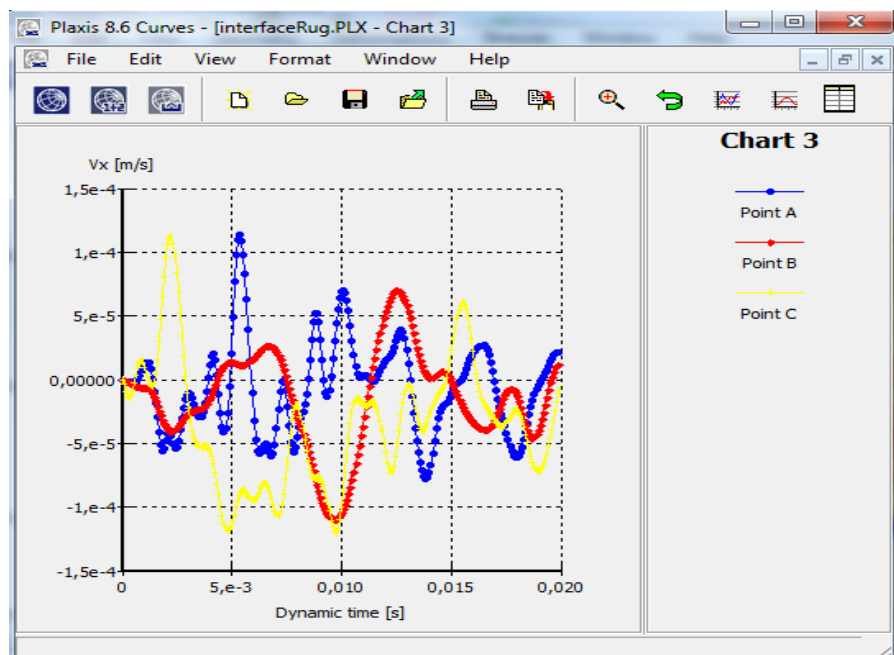 Plaxis 8.6 Curves - [interfaceRug.PLX - Chart 3]
File Edit View Format Window Help
Chart 3
Vx [m/s]
1,5e-4
1,e-4
5,e-5
0,00000
-5,e-5
-1,e-4
-1,5e-4
0 5,e-3 0,010 0,015 0,020
Dynamic time [s]
Point A
Point B
Point C